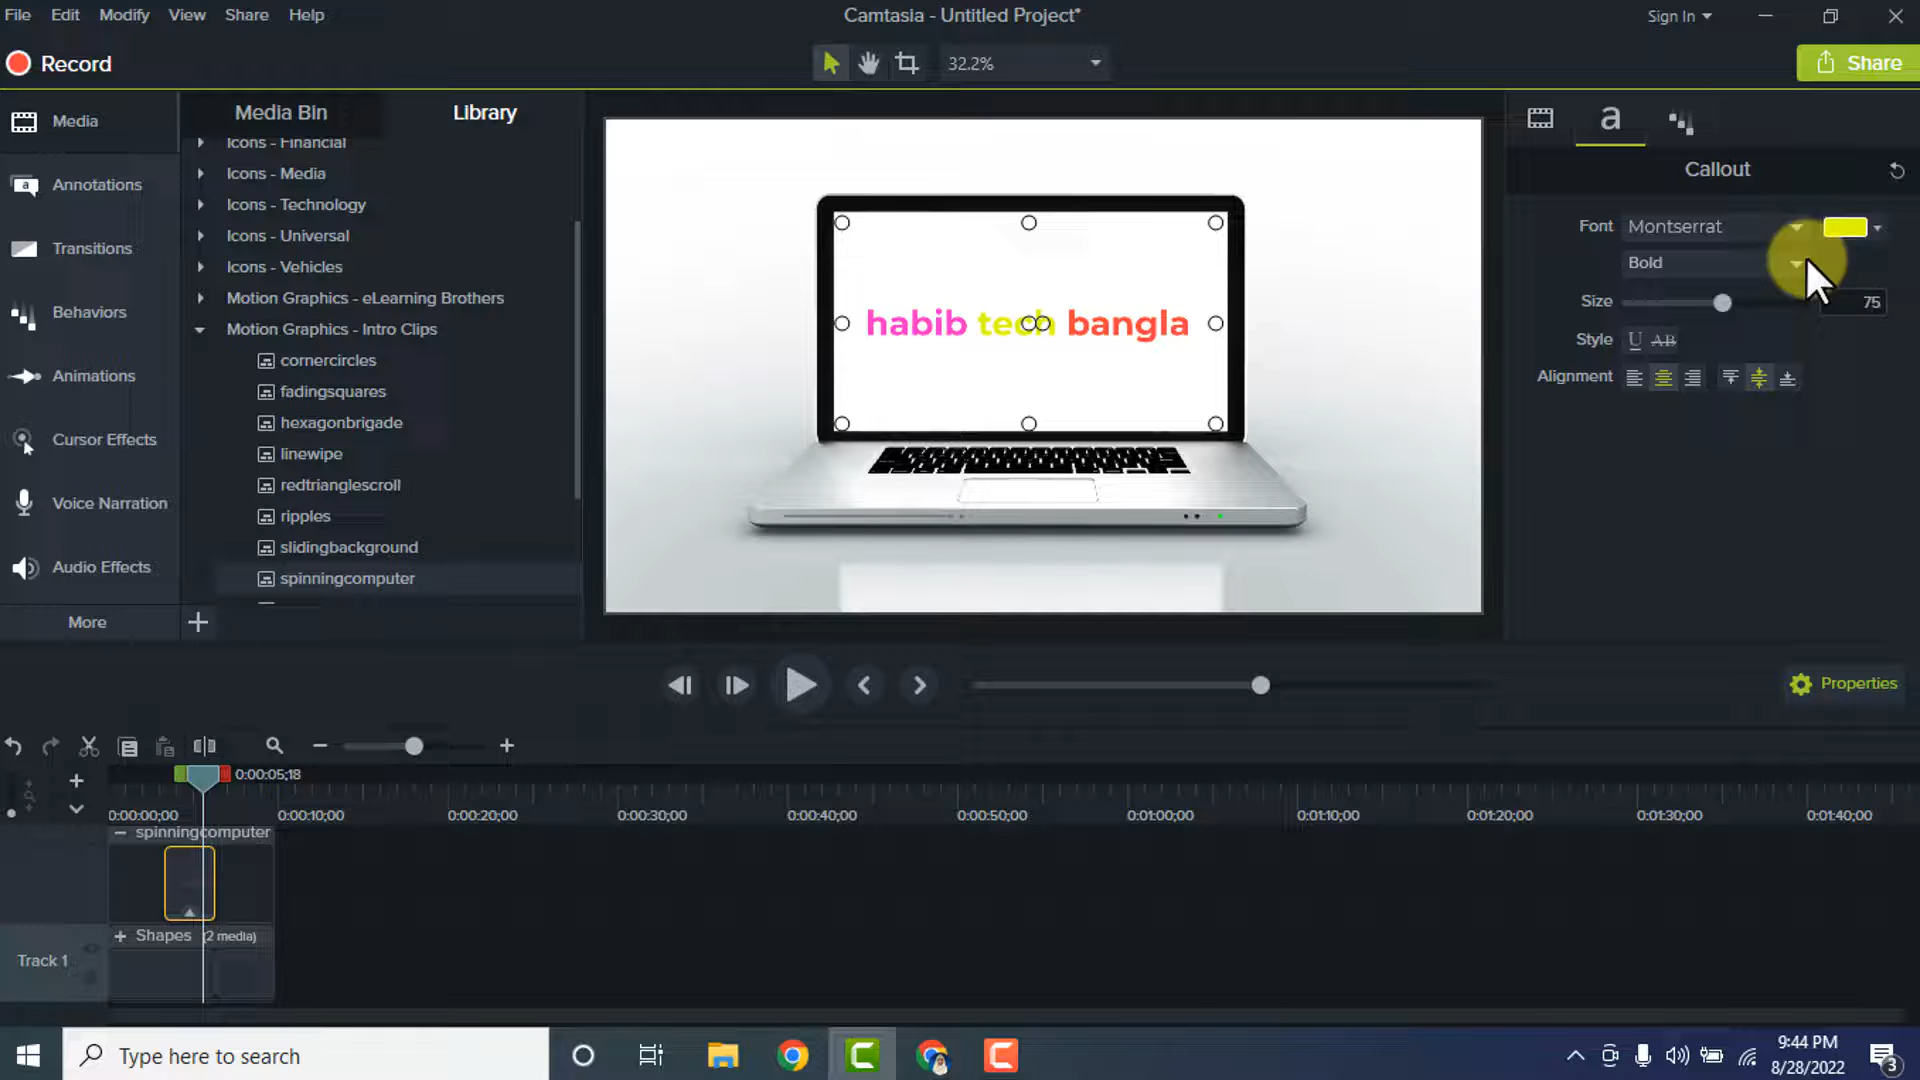 File Edit Modify View Share Help
Camtasia - Untitled Project*
Sign In
Record
32.2%
Share
Media
Annotations
Transitions
Behaviors
Animations
Cursor Effects
Voice Narration
Audio Effects
More
Media Bin Library
Icons - Financial
Icons - Media
Icons - Technology
Icons - Universal
Icons - Vehicles
Motion Graphics - eLearning Brothers
Motion Graphics - Intro Clips
cornercircles
fadingsquares
hexagonbrigade
linewipe
redtrianglescroll
ripples
slidingbackground
spinningcomputer
habib tech bangla
a
Callout
Font Montserrat
Bold
Size 75
Style U AB
Alignment
Properties
0:00:05;18
0:00:00;00 0:00:10;00 0:00:20;00 0:00:30;00 0:00:40;00 0:00:50;00 0:01:00;00 0:01:10;00 0:01:20;00 0:01:30;00 0:01:40;00
spinningcomputer
Shapes (2 media)
Track 1
Type here to search
9:44 PM
8/28/2022
3